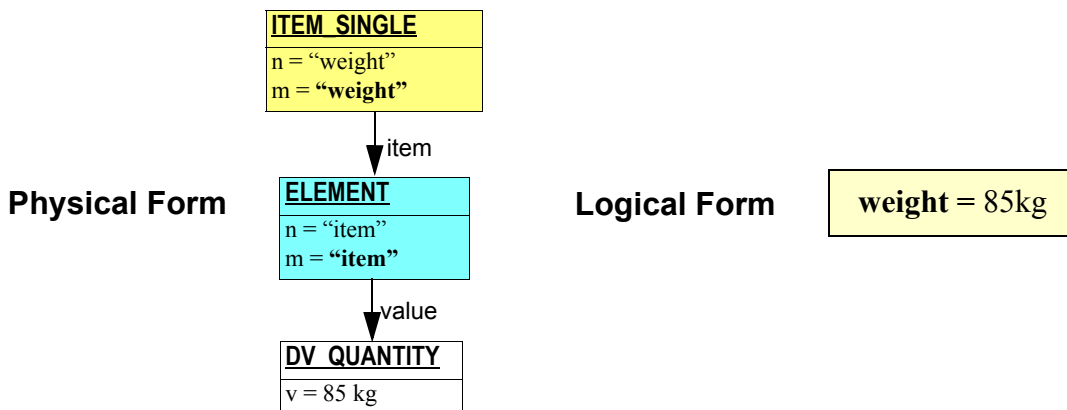 ITEM_SINGLE
n = “weight”
m = “weight”
item
Physical Form
ELEMENT
n = “item”
m = “item”
value
DV_QUANTITY
v = 85 kg
Logical Form
weight = 85kg